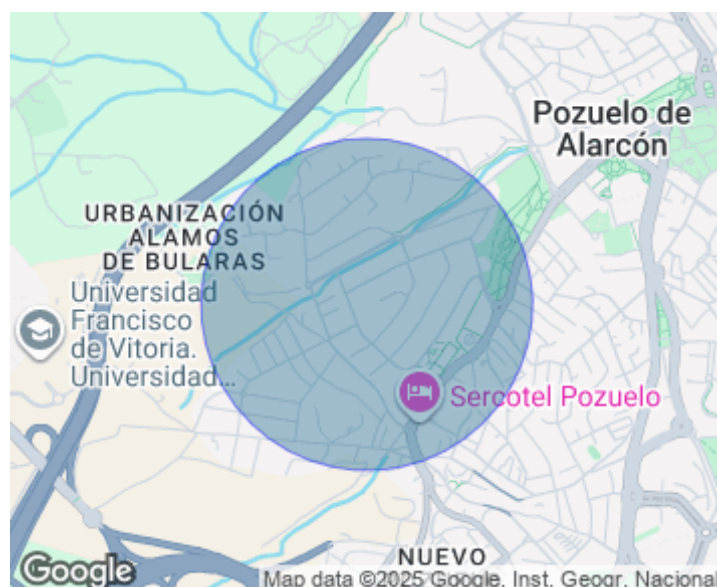 Pozuelo de
Alarcón
URBANIZACIÓN
ALAMOS
DE BULARAS
Universidad
Francisco
de Vitoria.
Universidad...
Sercotel Pozuelo
NUEVO
Google
Map data ©2025 Google, Inst. Geogr. Nacional